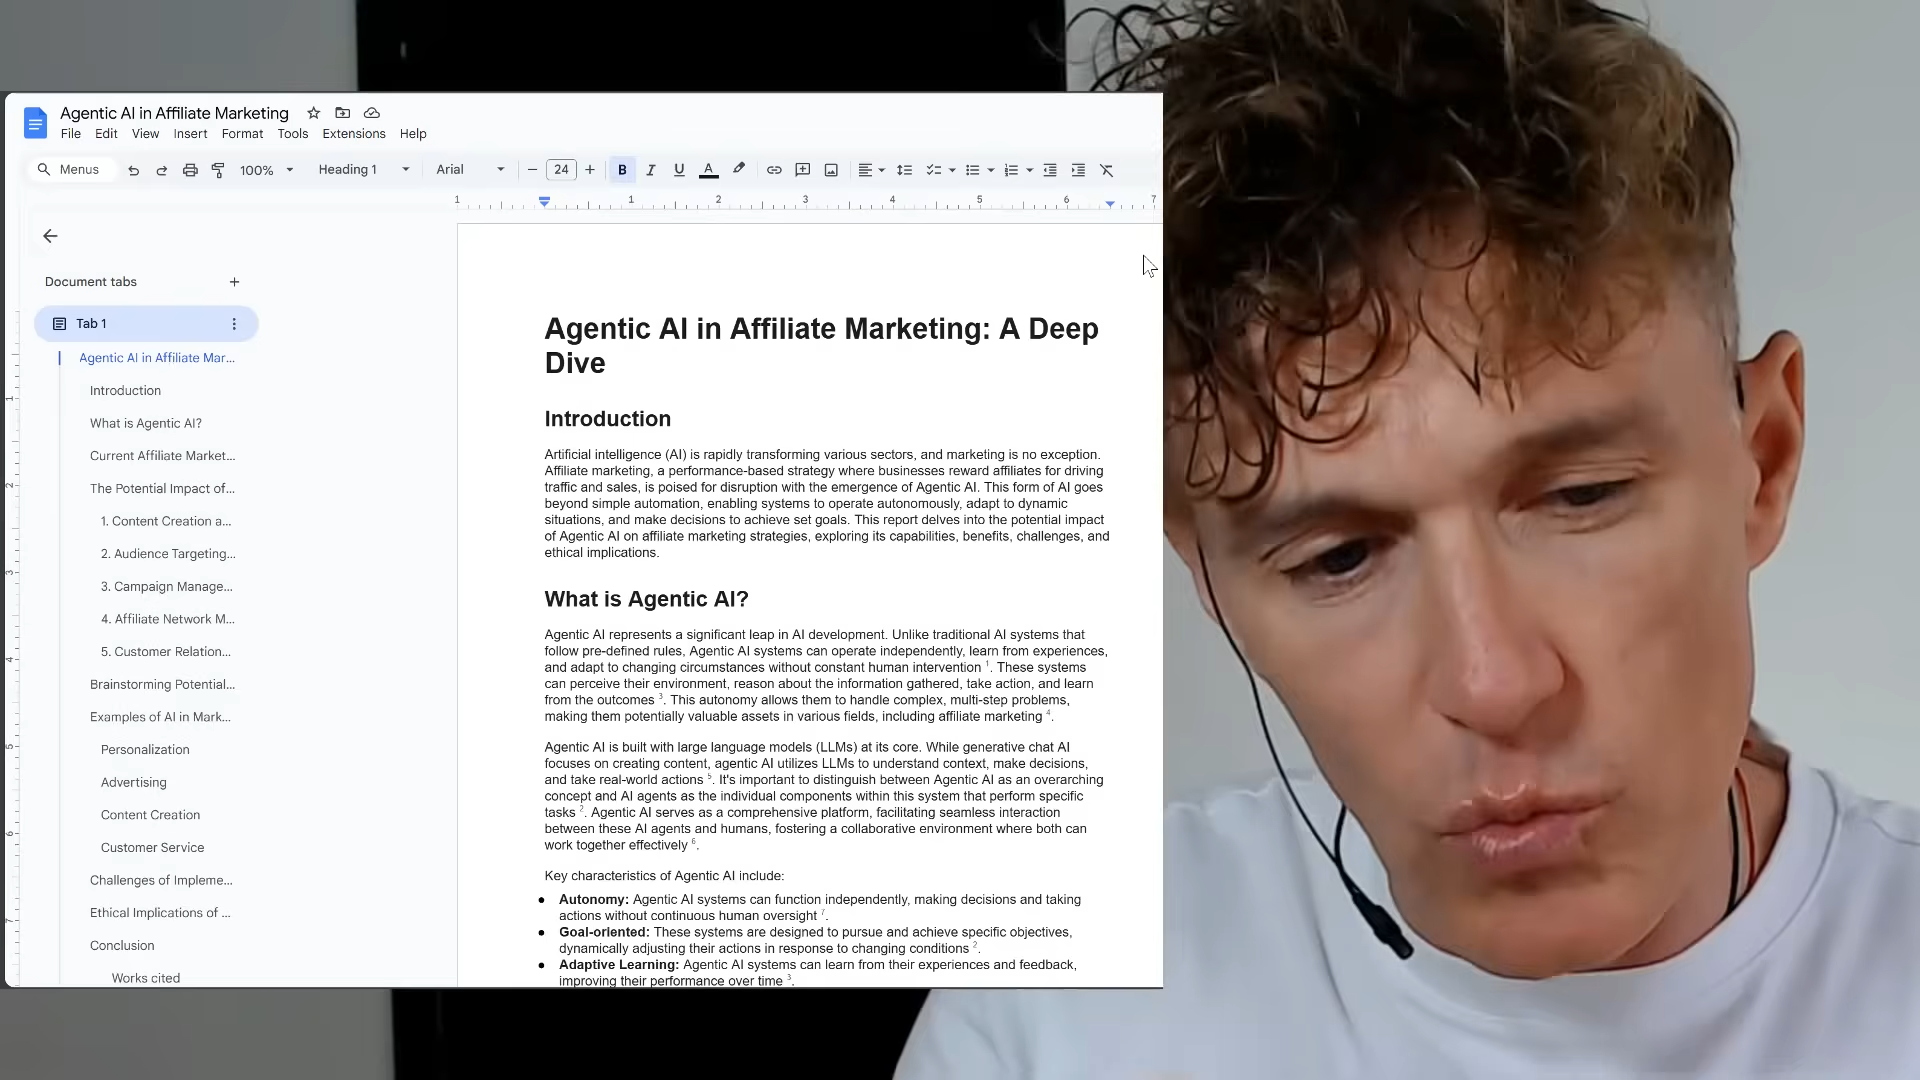 Agentic AI in Affiliate Marketing
File Edit View Insert Format Tools Extensions Help
Menus 100% Heading 1 Arial 24 B I U A
1 1 2 3 4 5 6 7
Document tabs
Tab 1
Agentic AI in Affiliate Mar...
Introduction
What is Agentic AI?
Current Affiliate Market...
The Potential Impact of...
1. Content Creation a...
2. Audience Targeting...
3. Campaign Manage...
4. Affiliate Network M...
5. Customer Relation...
Brainstorming Potential...
Examples of AI in Mark...
Personalization
Advertising
Content Creation
Customer Service
Challenges of Impleme...
Ethical Implications of ...
Conclusion
Works cited
1
2
3
4
5
6
7
Agentic AI in Affiliate Marketing: A Deep
Dive
Introduction
Artificial intelligence (AI) is rapidly transforming various sectors, and marketing is no exception.
Affiliate marketing, a performance-based strategy where businesses reward affiliates for driving
traffic and sales, is poised for disruption with the emergence of Agentic AI. This form of AI goes
beyond simple automation, enabling systems to operate autonomously, adapt to dynamic
situations, and make decisions to achieve set goals. This report delves into the potential impact
of Agentic AI on affiliate marketing strategies, exploring its capabilities, benefits, challenges, and
ethical implications.
What is Agentic AI?
Agentic AI represents a significant leap in AI development. Unlike traditional AI systems that
follow pre-defined rules, Agentic AI systems can operate independently, learn from experiences,
and adapt to changing circumstances without constant human intervention 1. These systems
can perceive their environment, reason about the information gathered, take action, and learn
from the outcomes 3. This autonomy allows them to handle complex, multi-step problems,
making them potentially valuable assets in various fields, including affiliate marketing 4.
Agentic AI is built with large language models (LLMs) at its core. While generative chat AI
focuses on creating content, agentic AI utilizes LLMs to understand context, make decisions,
and take real-world actions 5. It's important to distinguish between Agentic AI as an overarching
concept and AI agents as the individual components within this system that perform specific
tasks 2. Agentic AI serves as a comprehensive platform, facilitating seamless interaction
between these AI agents and humans, fostering a collaborative environment where both can
work together effectively 6.
Key characteristics of Agentic AI include:
● Autonomy: Agentic AI systems can function independently, making decisions and taking
actions without continuous human oversight 7.
● Goal-oriented: These systems are designed to pursue and achieve specific objectives,
dynamically adjusting their actions in response to changing conditions 2.
● Adaptive Learning: Agentic AI systems can learn from their experiences and feedback,
improving their performance over time 3.